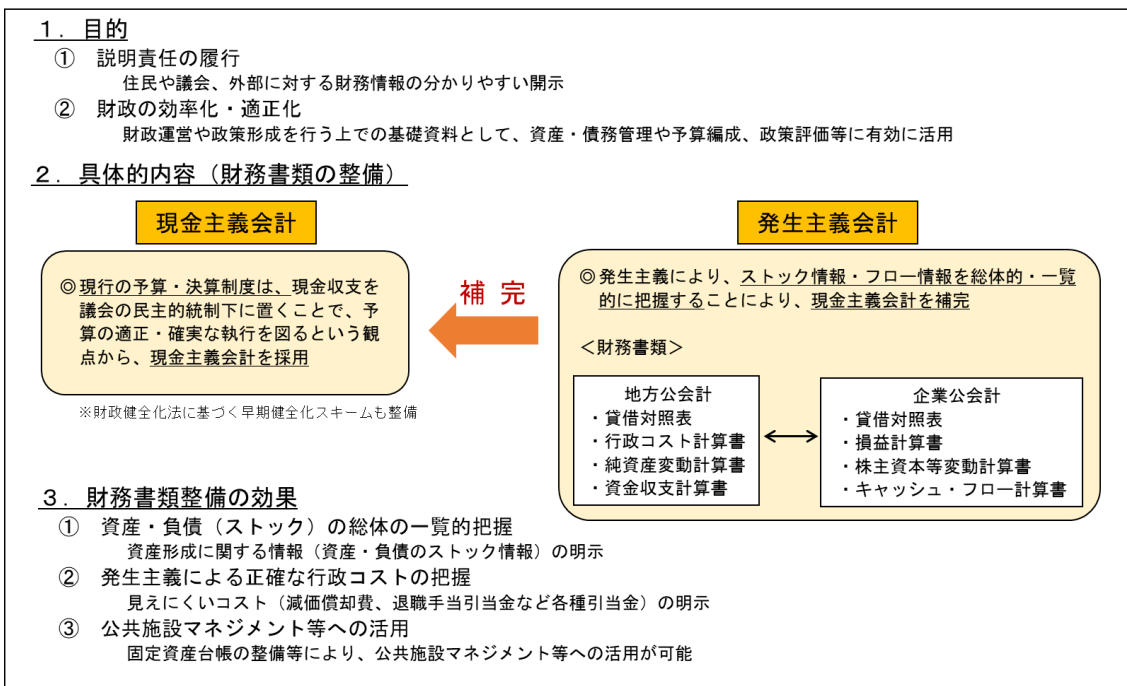 １．目的
① 説明責任の履行
住民や議会、外部に対する財務情報の分かりやすい開示
② 財政の効率化・適正化
財政運営や政策形成を行う上での基礎資料として、資産・債務管理や予算編成、政策評価等に有効に活用
２．具体的内容（財務書類の整備）
現金主義会計
◎現行の予算・決算制度は、現金収支を
議会の民主的統制下に置くことで、予
算の適正・確実な執行を図るという観
点から、現金主義会計を採用
※財政健全化法に基づく早期健全化スキームも整備
補完
発生主義会計
◎発生主義により、ストック情報・フロー情報を総体的・一覧
的に把握することにより、現金主義会計を補完
＜財務書類＞
地方公会計
・貸借対照表
・行政コスト計算書
・純資産変動計算書
・資金収支計算書
企業公会計
・貸借対照表
・損益計算書
・株主資本等変動計算書
・キャッシュ・フロー計算書
３．財務書類整備の効果
① 資産・負債（ストック）の総体の一覧的把握
資産形成に関する情報（資産・負債のストック情報）の明示
② 発生主義による正確な行政コストの把握
見えにくいコスト（減価償却費、退職手当引当金など各種引当金）の明示
③ 公共施設マネジメント等への活用
固定資産台帳の整備等により、公共施設マネジメント等への活用が可能